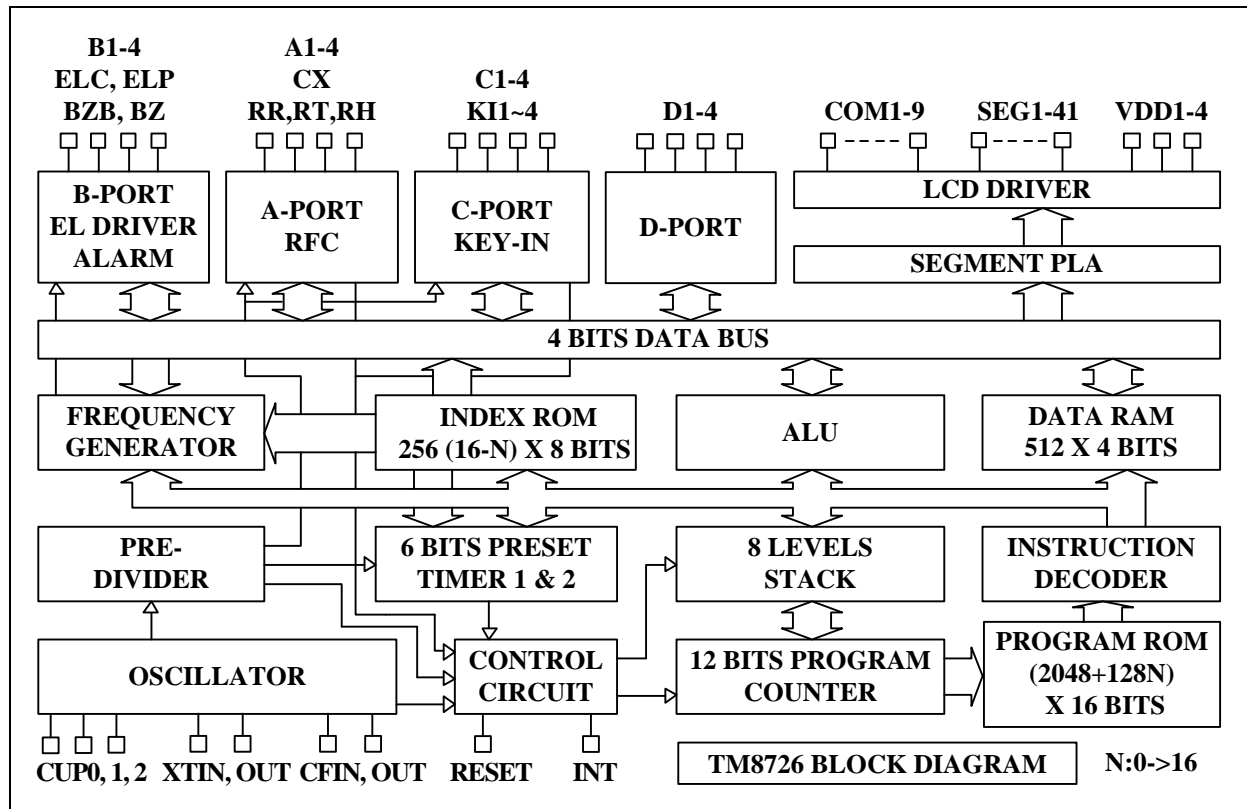 B1-4
ELC, ELP
BZB, BZ
A1-4
CX
RR,RT,RH
C1-4
KI1~4
D1-4
COM1-9
SEG1-41
VDD1-4
B-PORT
EL DRIVER
ALARM
A-PORT
RFC
C-PORT
KEY-IN
D-PORT
LCD DRIVER
SEGMENT PLA
4 BITS DATA BUS
FREQUENCY
GENERATOR
INDEX ROM
256 (16-N) X 8 BITS
ALU
DATA RAM
512 X 4 BITS
PRE-
DIVIDER
6 BITS PRESET
TIMER 1 & 2
8 LEVELS
STACK
INSTRUCTION
DECODER
OSCILLATOR
CONTROL
CIRCUIT
12 BITS PROGRAM
COUNTER
PROGRAM ROM
(2048+128N)
X 16 BITS
CUP0, 1, 2
XTIN, OUT
CFIN, OUT
RESET
INT
TM8726 BLOCK DIAGRAM
N:0->16